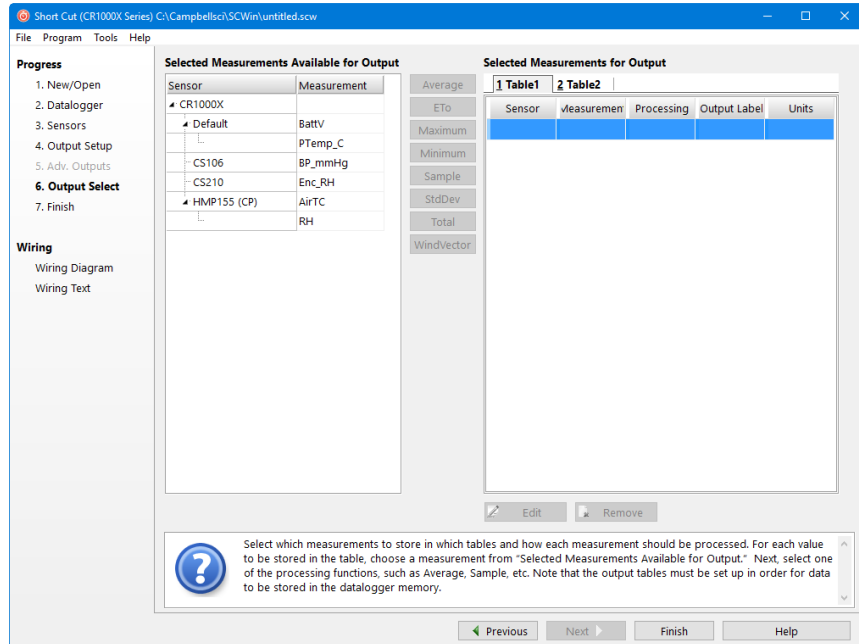 Short Cut (CR1000X Series) C:\Campbellsci\SCWin\untitled.scw
File Program Tools Help
Progress
1. New/Open
2. Datalogger
3. Sensors
4. Output Setup
5. Adv. Outputs
6. Output Select
7. Finish
Wiring
Wiring Diagram
Wiring Text
Selected Measurements Available for Output
Sensor Measurement
CR1000X
Default BattV
PTemp_C
CS106 BP_mmHg
CS210 Enc_RH
HMP155 (CP) AirTC
RH
Average
ETo
Maximum
Minimum
Sample
StdDev
Total
WindVector
Selected Measurements for Output
1 Table1 2 Table2
Sensor Measurement Processing Output Label Units
Edit Remove
Select which measurements to store in which tables and how each measurement should be processed. For each value
to be stored in the table, choose a measurement from "Selected Measurements Available for Output." Next, select one
of the processing functions, such as Average, Sample, etc. Note that the output tables must be set up in order for data
to be stored in the datalogger memory.
Previous Next Finish Help